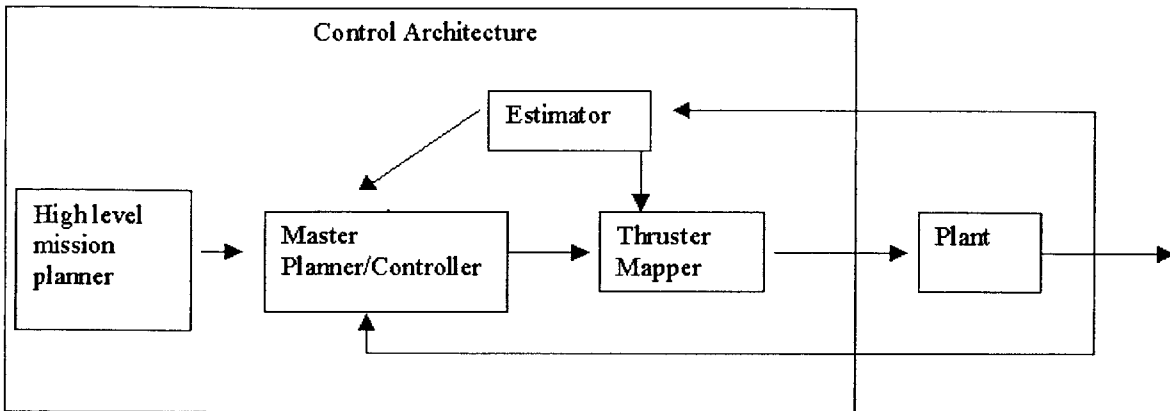 Control Architecture
Estimator
High level
mission
planner
Master
Planner/Controller
Thruster
Mapper
Plant